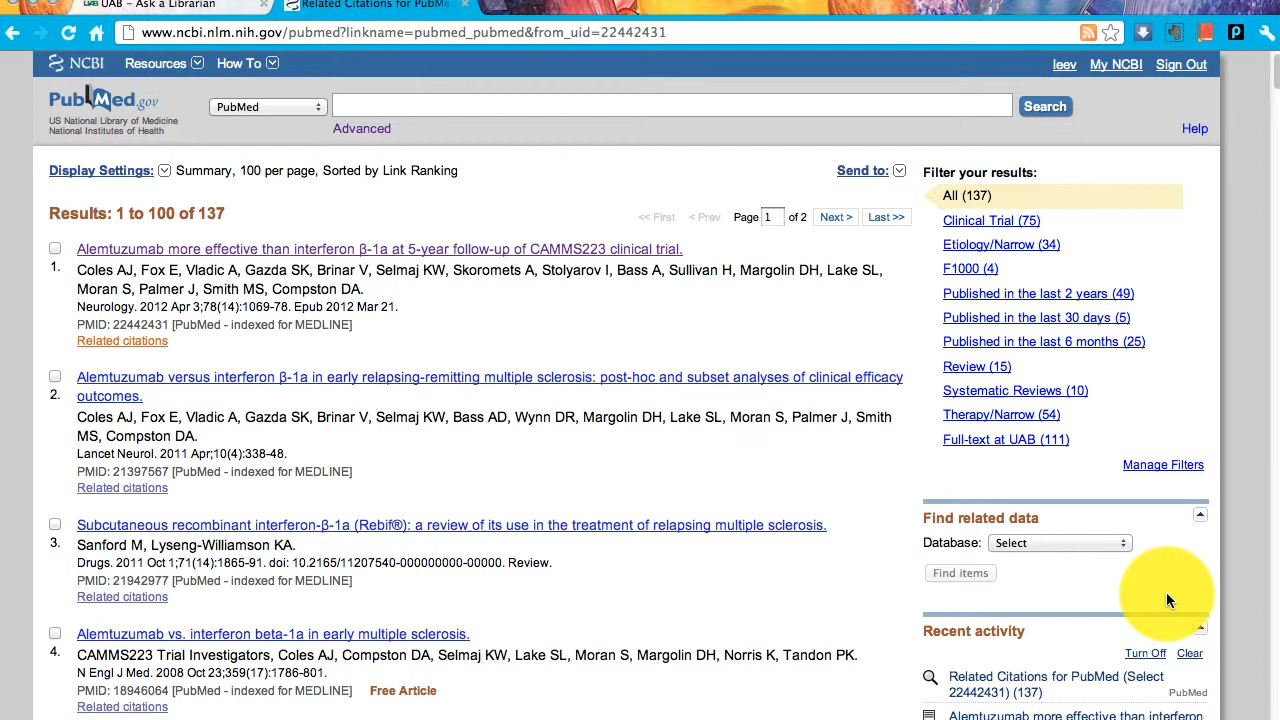 UAB - Ask a Librarian
Related Citations for PubMed
www.ncbi.nlm.nih.gov/pubmed?linkname=pubmed_pubmed&from_uid=22442431
NCBI Resources How To leev My NCBI Sign Out
PubMed.gov
US National Library of Medicine
National Institutes of Health
PubMed
Search
Advanced
Help
Display Settings: Summary, 100 per page, Sorted by Link Ranking
Send to:
Results: 1 to 100 of 137
<< First < Prev Page 1 of 2 Next > Last >>
Alemtuzumab more effective than interferon β-1a at 5-year follow-up of CAMMS223 clinical trial.
1. Coles AJ, Fox E, Vladic A, Gazda SK, Brinar V, Selmaj KW, Skoromets A, Stolyarov I, Bass A, Sullivan H, Margolin DH, Lake SL,
Moran S, Palmer J, Smith MS, Compston DA.
Neurology. 2012 Apr 3;78(14):1069-78. Epub 2012 Mar 21.
PMID: 22442431 [PubMed - indexed for MEDLINE]
Related citations
Alemtuzumab versus interferon β-1a in early relapsing-remitting multiple sclerosis: post-hoc and subset analyses of clinical efficacy
2. outcomes.
Coles AJ, Fox E, Vladic A, Gazda SK, Brinar V, Selmaj KW, Bass AD, Wynn DR, Margolin DH, Lake SL, Moran S, Palmer J, Smith
MS, Compston DA.
Lancet Neurol. 2011 Apr;10(4):338-48.
PMID: 21397567 [PubMed - indexed for MEDLINE]
Related citations
Subcutaneous recombinant interferon-β-1a (Rebif®): a review of its use in the treatment of relapsing multiple sclerosis.
3. Sanford M, Lyseng-Williamson KA.
Drugs. 2011 Oct 1;71(14):1865-91. doi: 10.2165/11207540-000000000-00000. Review.
PMID: 21942977 [PubMed - indexed for MEDLINE]
Related citations
Alemtuzumab vs. interferon beta-1a in early multiple sclerosis.
4. CAMMS223 Trial Investigators, Coles AJ, Compston DA, Selmaj KW, Lake SL, Moran S, Margolin DH, Norris K, Tandon PK.
N Engl J Med. 2008 Oct 23;359(17):1786-801.
PMID: 18946064 [PubMed - indexed for MEDLINE] Free Article
Related citations
Filter your results:
All (137)
Clinical Trial (75)
Etiology/Narrow (34)
F1000 (4)
Published in the last 2 years (49)
Published in the last 30 days (5)
Published in the last 6 months (25)
Review (15)
Systematic Reviews (10)
Therapy/Narrow (54)
Full-text at UAB (111)
Manage Filters
Find related data
Database: Select
Find items
Recent activity
Turn Off Clear
Related Citations for PubMed (Select
22442431) (137)
PubMed
Alemtuzumab more effective than interferon